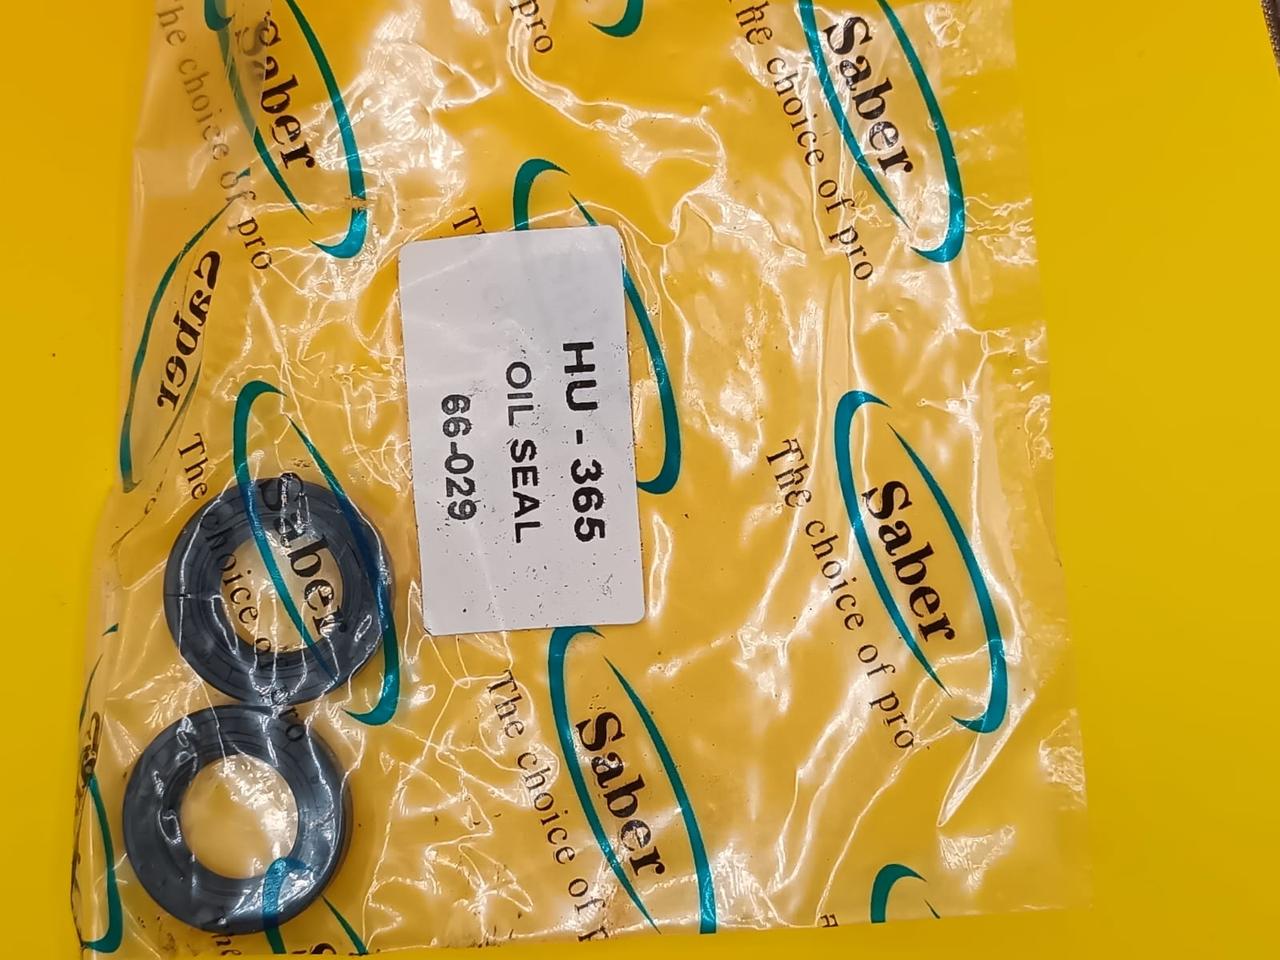 HU - 365
OIL SEAL
66-029
Saber
The choice of pro
Saber
The choice of pro
Saber
Saber
The choice of pro
Saber
The choice of pro
Saber
The choice of
pro